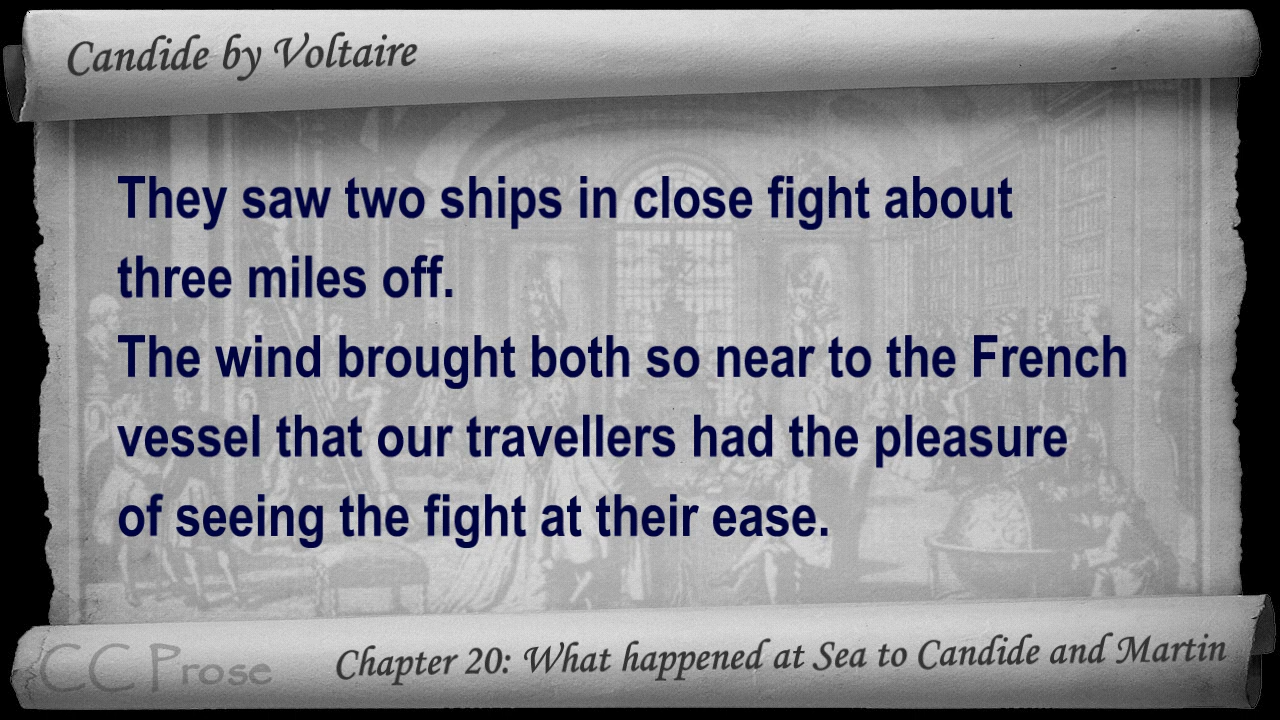 Candide by Voltaire
They saw two ships in close fight about
three miles off.
The wind brought both so near to the French
vessel that our travellers had the pleasure
of seeing the fight at their ease.
CC Prose
Chapter 20: What happened at Sea to Candide and Martin